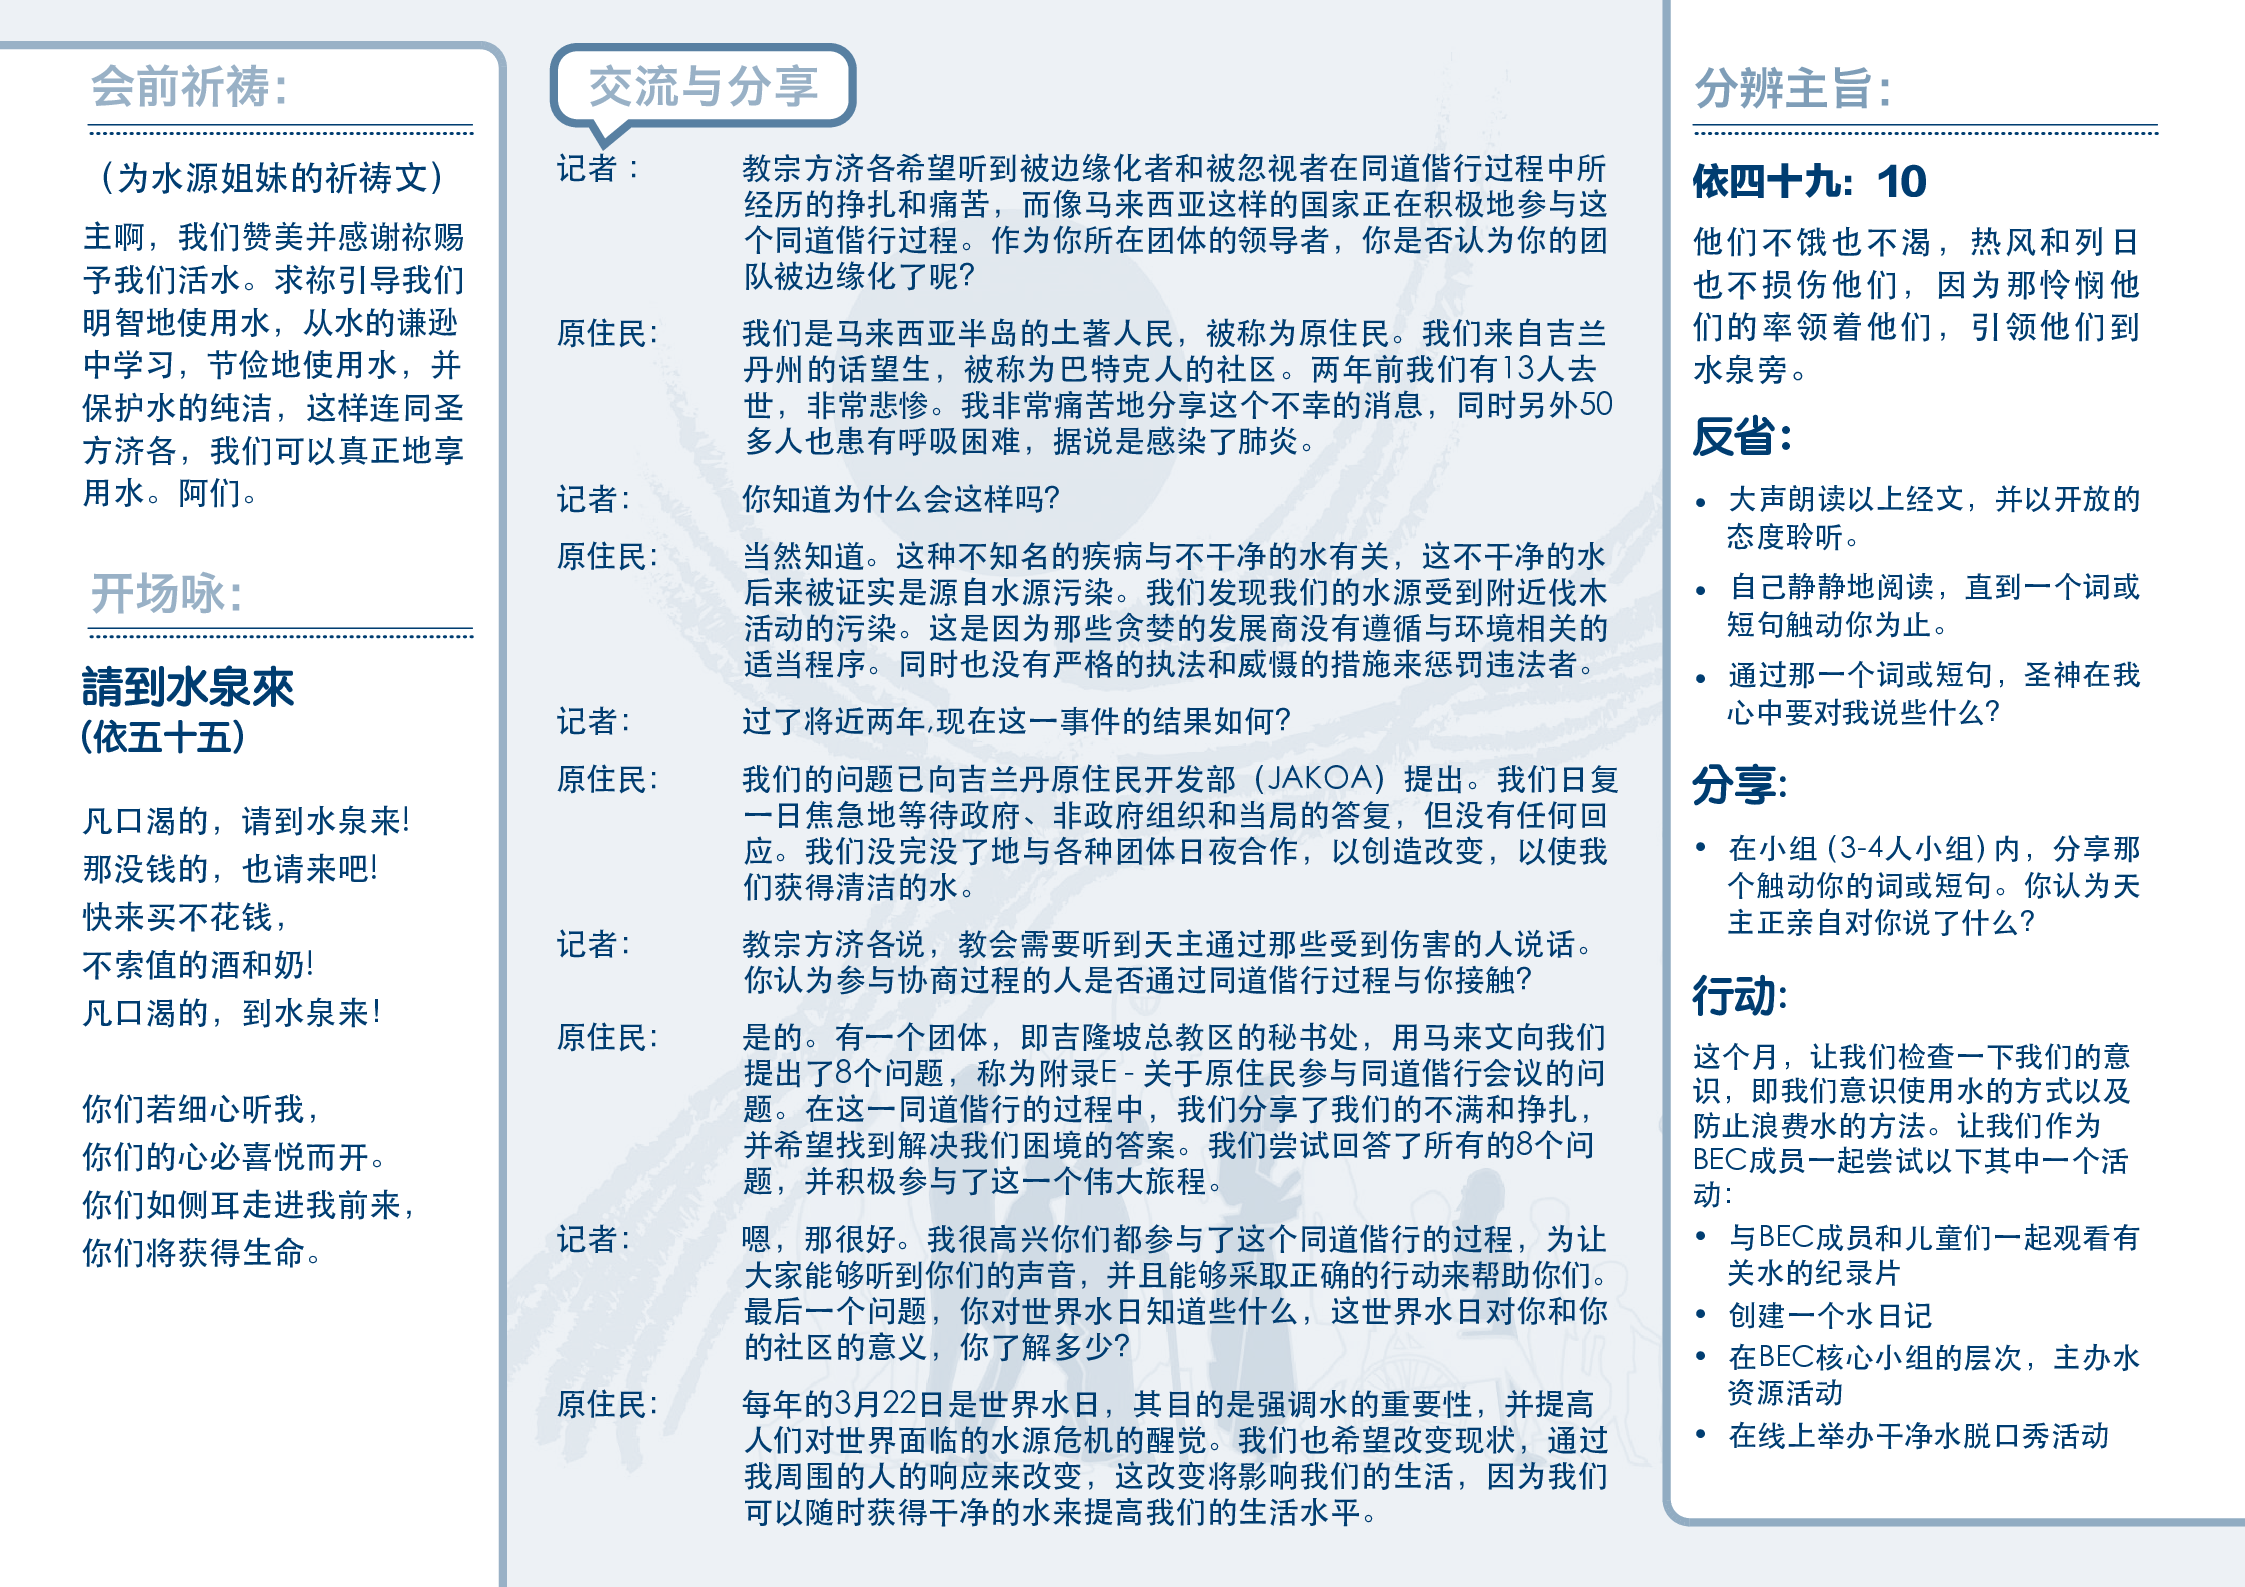 会前祈祷：
（为水源姐妹的祈祷文）
主啊，我们赞美并感谢祢赐
予我们活水。求祢引导我们
明智地使用水，从水的谦逊
中学习，节俭地使用水，并
保护水的纯洁，这样连同圣
方济各，我们可以真正地享
用水。阿们。
开场咏：
請到水泉來
（依五十五）
凡口渴的，请到水泉来！
那没钱的，也请来吧！
快来买不花钱，
不索值的酒和奶！
凡口渴的，到水泉来！
你们若细心听我，
你们的心必喜悦而开。
你们如侧耳走进我前来，
你们将获得生命。
交流与分享
记者： 教宗方济各希望听到被边缘化者和被忽视者在同道偕行过程中所
经历的挣扎和痛苦，而像马来西亚这样的国家正在积极地参与这
个同道偕行过程。作为你所在团体的领导者，你是否认为你的团
队被边缘化了呢？
原住民： 我们是马来西亚半岛的土著人民，被称为原住民。我们来自吉兰
丹州的话望生，被称为巴特克人的社区。两年前我们有13人去
世，非常悲惨。我非常痛苦地分享这个不幸的消息，同时另外50
多人也患有呼吸困难，据说是感染了肺炎。
记者： 你知道为什么会这样吗？
原住民： 当然知道。这种不知名的疾病与不干净的水有关，这不干净的水
后来被证实是源自水源污染。我们发现我们的水源受到附近伐木
活动的污染。这是因为那些贪婪的发展商没有遵循与环境相关的
适当程序。同时也没有严格的执法和威慑的措施来惩罚违法者。
记者： 过了将近两年,现在这一事件的结果如何？
原住民： 我们的问题已向吉兰丹原住民开发部（JAKOA）提出。我们日复
一日焦急地等待政府、非政府组织和当局的答复，但没有任何回
应。我们没完没了地与各种团体日夜合作，以创造改变，以使我
们获得清洁的水。
记者： 教宗方济各说，教会需要听到天主通过那些受到伤害的人说话。
你认为参与协商过程的人是否通过同道偕行过程与你接触？
原住民： 是的。有一个团体，即吉隆坡总教区的秘书处，用马来文向我们
提出了8个问题，称为附录E - 关于原住民参与同道偕行会议的问
题。在这一同道偕行的过程中，我们分享了我们的不满和挣扎，
并希望找到解决我们困境的答案。我们尝试回答了所有的8个问
题，并积极参与了这一个伟大旅程。
记者： 嗯，那很好。我很高兴你们都参与了这个同道偕行的过程，为让
大家能够听到你们的声音，并且能够采取正确的行动来帮助你们。
最后一个问题，你对世界水日知道些什么，这世界水日对你和你
的社区的意义，你了解多少？
原住民： 每年的3月22日是世界水日，其目的是强调水的重要性，并提高
人们对世界面临的水源危机的醒觉。我们也希望改变现状，通过
我周围的人的响应来改变，这改变将影响我们的生活，因为我们
可以随时获得干净的水来提高我们的生活水平。
分辨主旨：
依四十九：10
他们不饿也不渴，热风和列日
也不损伤他们，因为那怜悯他
们的率领着他们，引领他们到
水泉旁。
反省：
• 大声朗读以上经文，并以开放的
态度聆听。
• 自己静静地阅读，直到一个词或
短句触动你为止。
• 通过那一个词或短句，圣神在我
心中要对我说些什么？
分享：
• 在小组（3-4人小组）内，分享那
个触动你的词或短句。你认为天
主正亲自对你说了什么？
行动：
这个月，让我们检查一下我们的意
识，即我们意识使用水的方式以及
防止浪费水的方法。让我们作为
BEC成员一起尝试以下其中一个活
动：
• 与BEC成员和儿童们一起观看有
关水的纪录片
• 创建一个水日记
• 在BEC核心小组的层次，主办水
资源活动
• 在线上举办干净水脱口秀活动